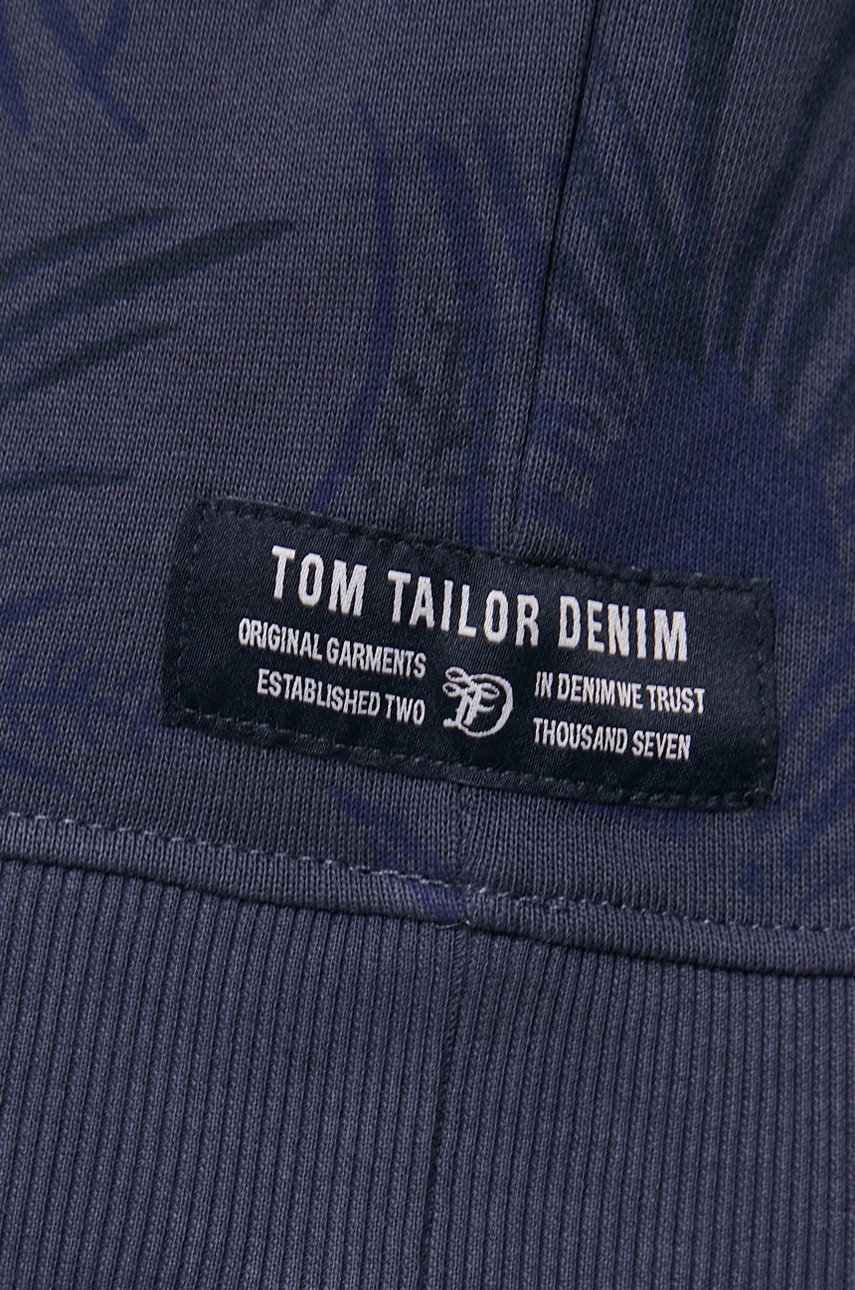 TOM TAILOR DENIM
ORIGINAL GARMENTS IN DENIM WE TRUST
ESTABLISHED TWO THOUSAND SEVEN